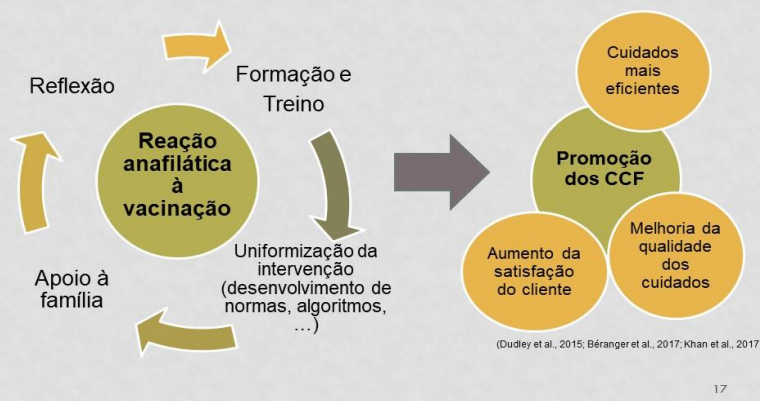 Reflexão
Formação e
Treino
Reação
anafilática
à
vacinação
Uniformização da
intervenção
(desenvolvimento de
normas, algoritmos,
…)
Apoio à
família
Cuidados
mais
eficientes
Promoção
dos CCF
Melhoria da
qualidade
dos
cuidados
Aumento da
satisfação
do cliente
(Dudley et al., 2015; Béranger et al., 2017; Khan et al., 2017
17